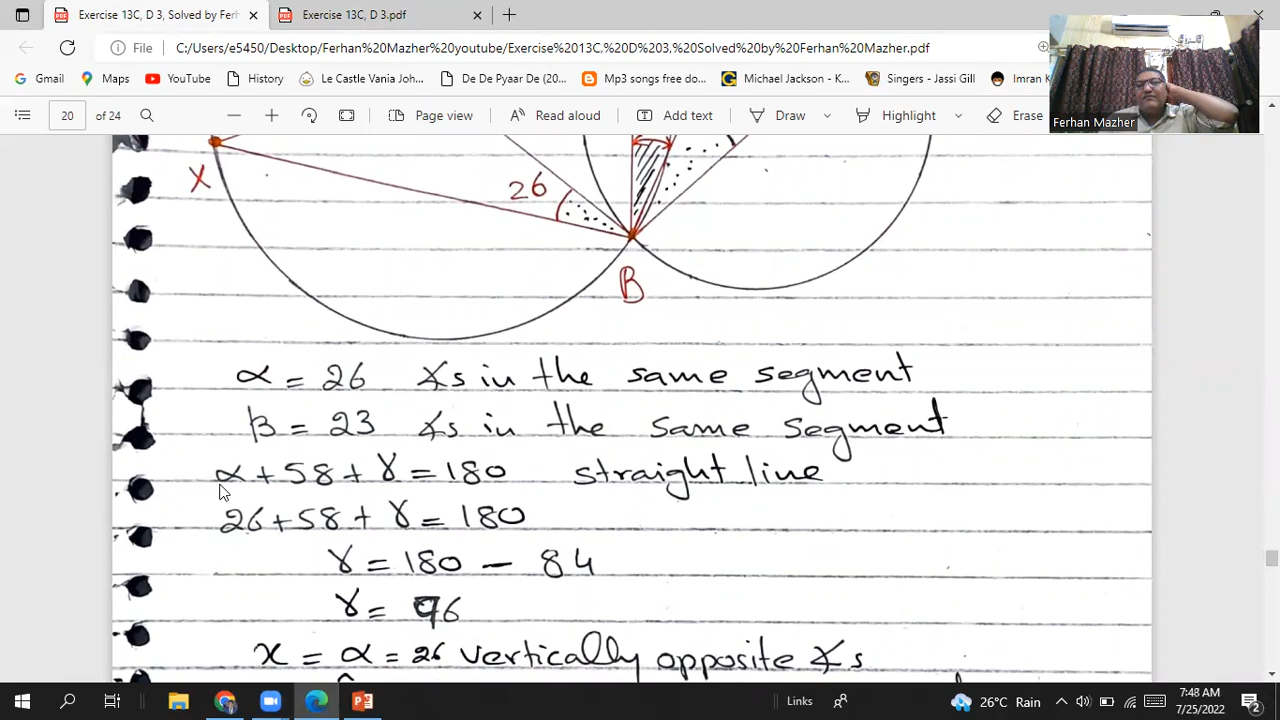 Exercise 13C, D 3, Solved by Ferh
Exercise 13C, D 3.pdf
File
C:/Users/e5450/Desktop/Ferhan%20Maz
Exercise%2013C,%20D%203,%20Solved%20by%20Ferhan%20Mazher.pdf
Gmail
Maps
YouTube
History
Le Castle Vania Joh...
De De Pyaar De (20...
Mp3 songs free do...
Michael Jackson - K...
Singers - Jassi Gill
Imran K
20
of 24
Page view
Read aloud
Add text
Draw
Highlight
Erase
Ferhan Mazher
X
26
B
α = 26 ∡s in the same segment
β = 23 ∡s in the same segment
α + 58 + γ = 180 straight line
26 + 58 + γ = 180
γ = 180 - 84
γ = 96
x = α = 26 vertically opposite ∡s
Links
26°C Rain
7:48 AM
7/25/2022
2